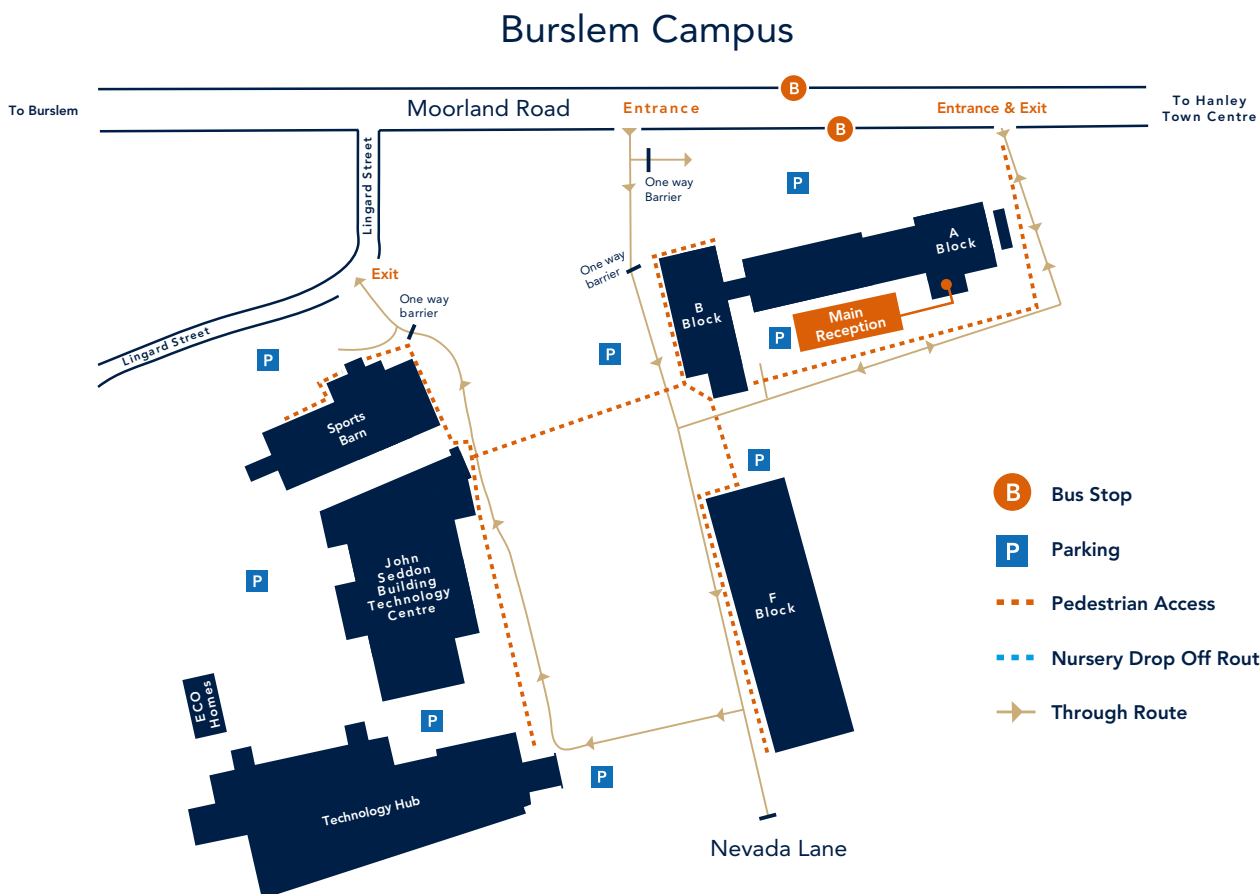 Burslem Campus
B
To Burslem
Moorland Road
Entrance
Entrance & Exit
To Hanley
Town Centre
B
Lingard Street
One way
Barrier
P
A
Block
One way
barrier
Exit
One way
barrier
B
Block
Main
Reception
P
P
P
Lingard Street
Sports
Barn
P
B
Bus Stop
P
Parking
John
Seddon
Building
Technology
Centre
P
F
Block
Pedestrian Access
Nursery Drop Off Rout
Through Route
ECO
Homes
P
P
Technology Hub
Nevada Lane